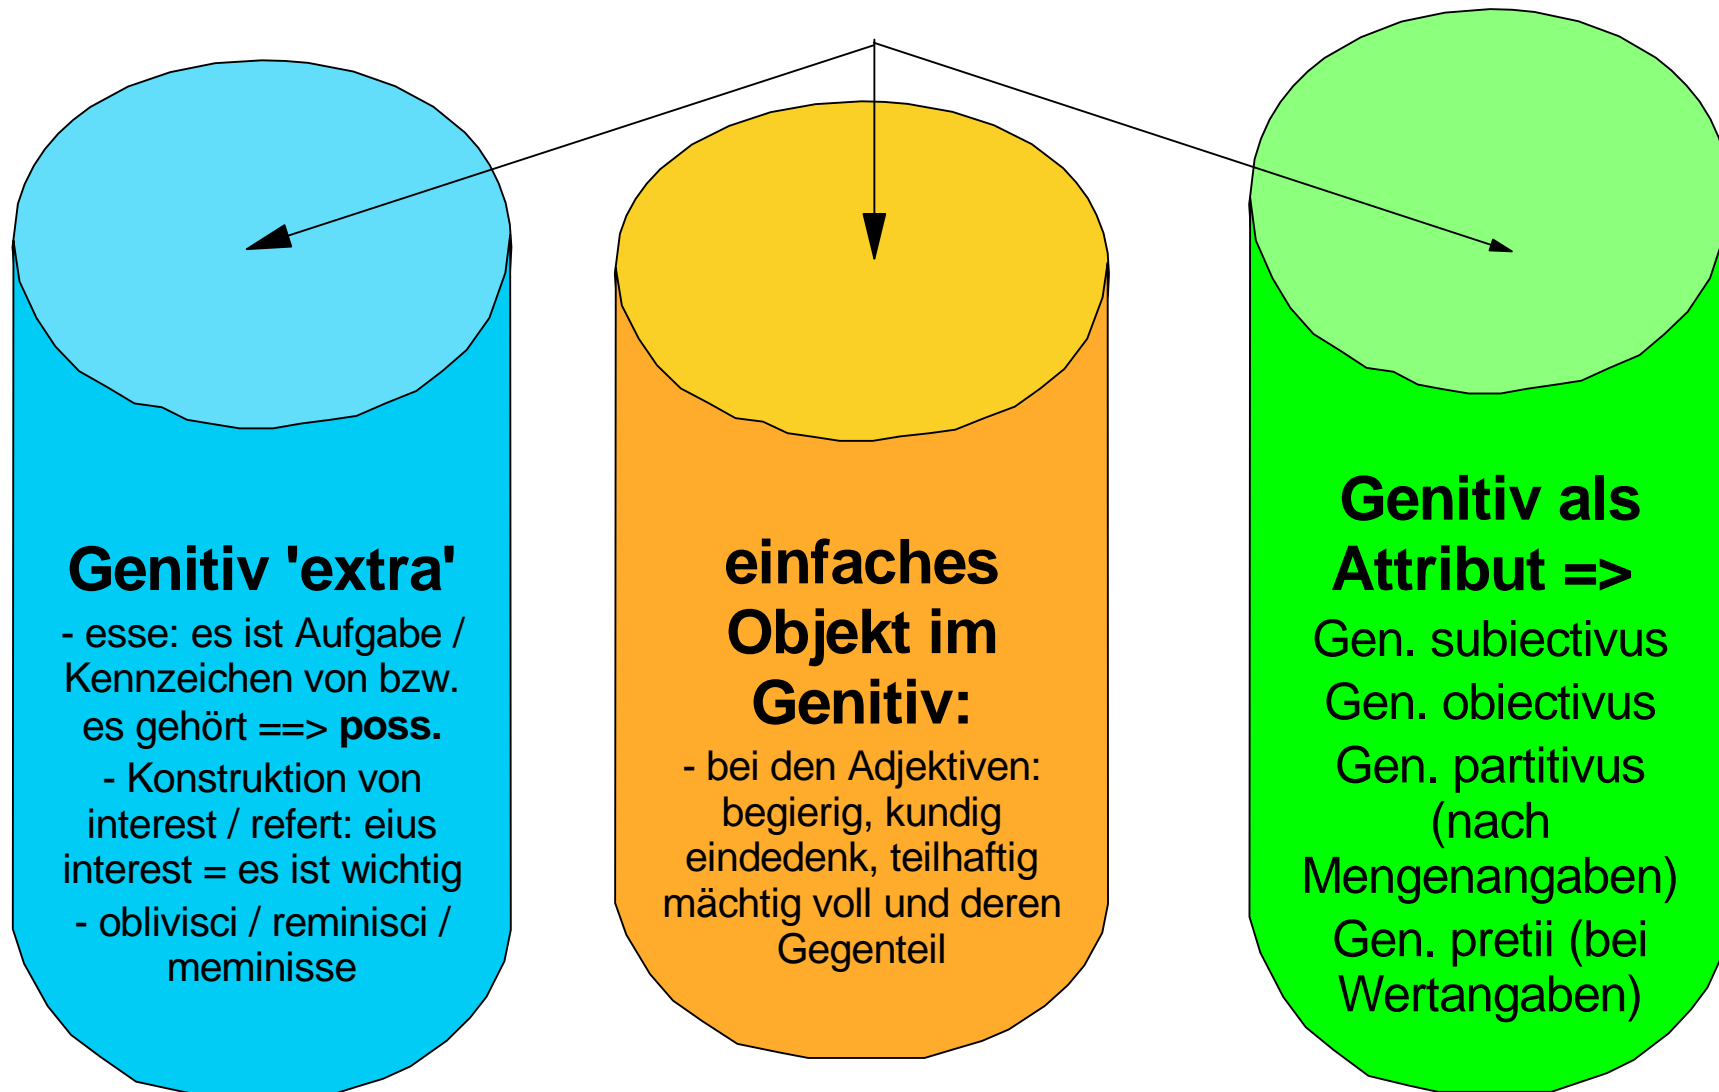 Genitiv 'extra'
- esse: es ist Aufgabe /
Kennzeichen von bzw.
es gehört ==> poss.
- Konstruktion von
interest / refert: eius
interest = es ist wichtig
- oblivisci / reminisci /
meminisse
einfaches
Objekt im
Genitiv:
- bei den Adjektiven:
begierig, kundig
eindedenk, teilhaftig
mächtig voll und deren
Gegenteil
Genitiv als
Attribut =>
Gen. subiectivus
Gen. obiectivus
Gen. partitivus
(nach
Mengenangaben)
Gen. pretii (bei
Wertangaben)